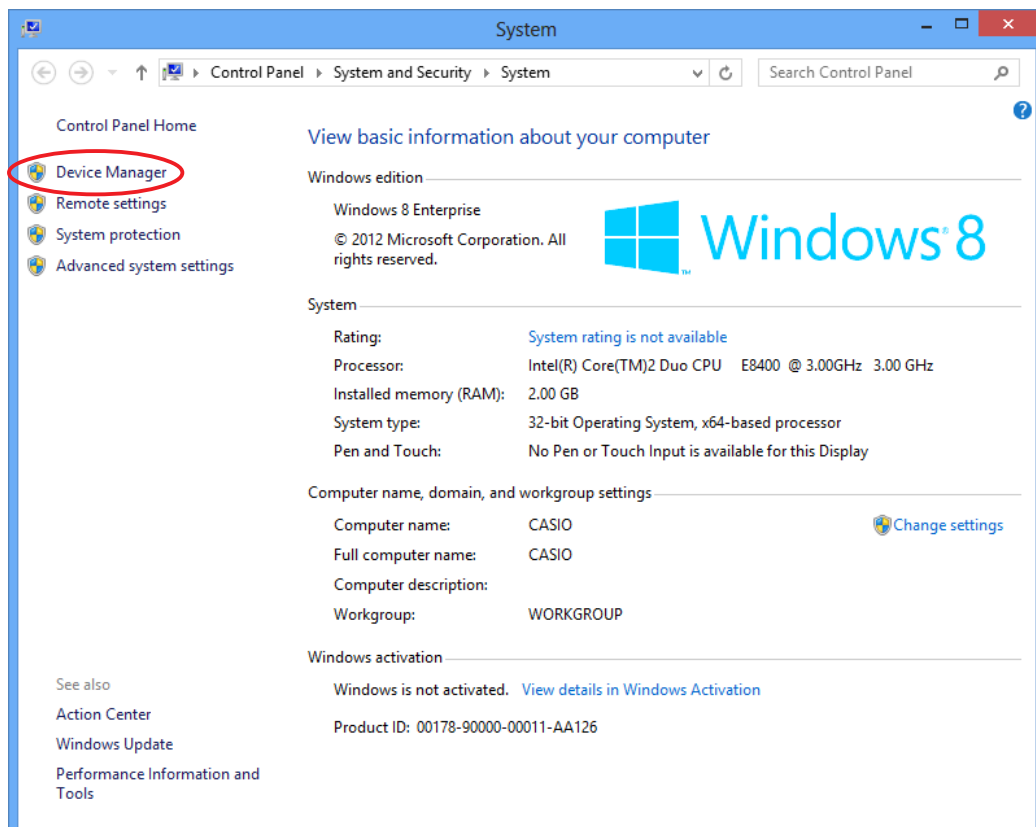 System
Control Panel System and Security System
Search Control Panel
Control Panel Home
Device Manager
Remote settings
System protection
Advanced system settings
See also
Action Center
Windows Update
Performance Information and
Tools
View basic information about your computer
Windows edition
Windows 8 Enterprise
© 2012 Microsoft Corporation. All
rights reserved.
Windows® 8
™
System
Rating: System rating is not available
Processor: Intel(R) Core(TM)2 Duo CPU E8400 @ 3.00GHz 3.00 GHz
Installed memory (RAM): 2.00 GB
System type: 32-bit Operating System, x64-based processor
Pen and Touch: No Pen or Touch Input is available for this Display
Computer name, domain, and workgroup settings
Computer name: CASIO Change settings
Full computer name: CASIO
Computer description:
Workgroup: WORKGROUP
Windows activation
Windows is not activated. View details in Windows Activation
Product ID: 00178-90000-00011-AA126